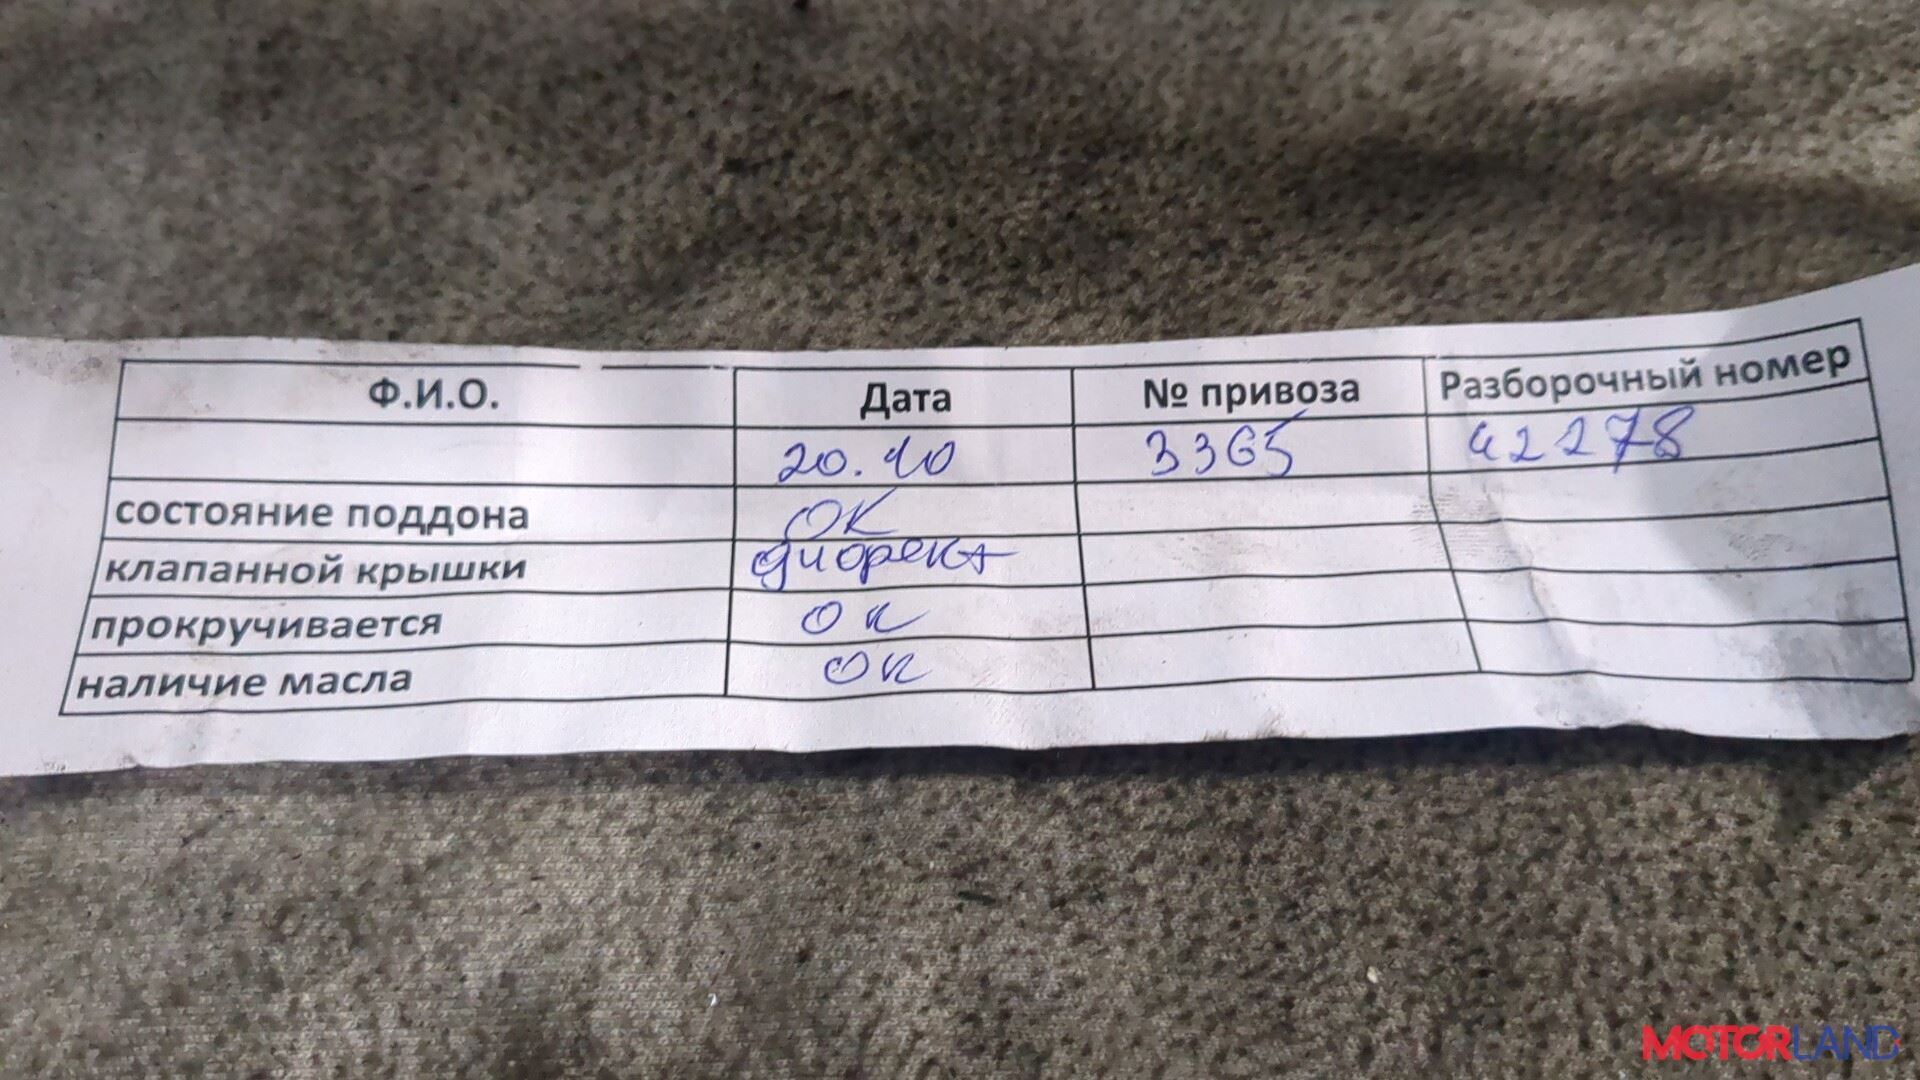 Ф.И.О. Дата № привоза Разборочный номер
20.10 3365 42278
состояние поддона ОК
клапанной крышки дифект
прокручивается ок
наличие масла ок
MOTORLAND